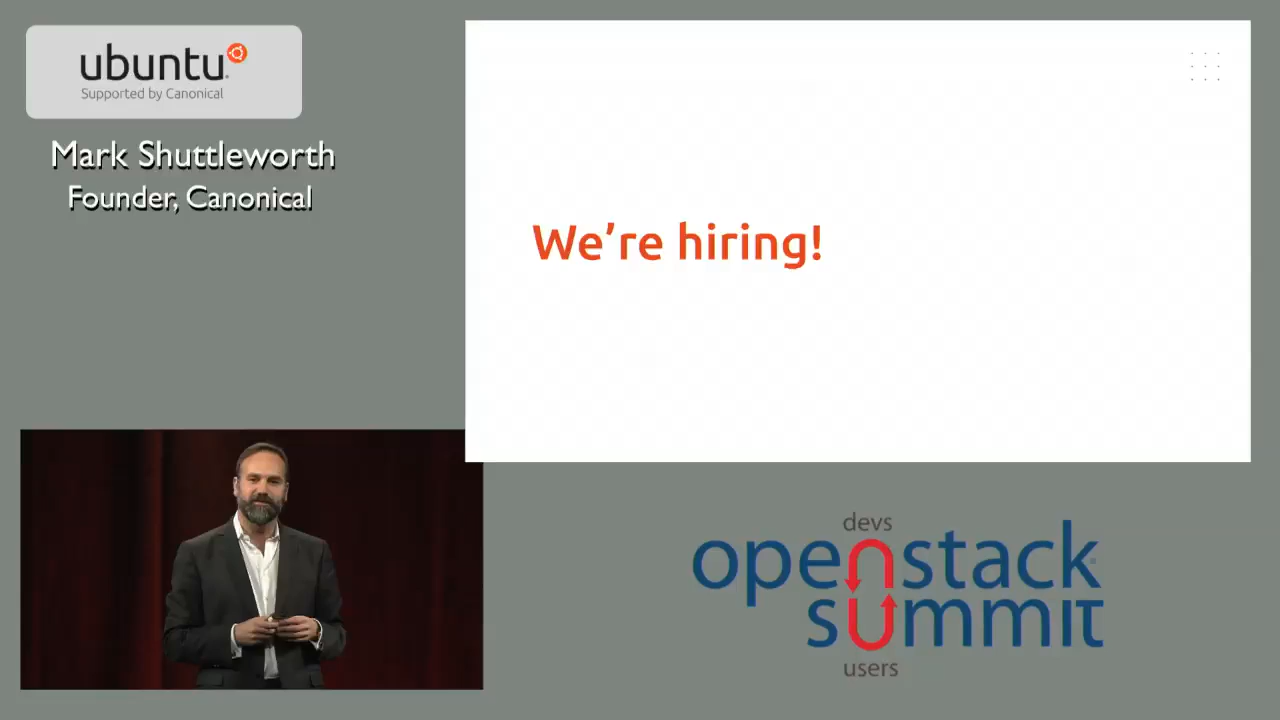 ubuntu
Supported by Canonical
Mark Shuttleworth
Founder, Canonical
We're hiring!
devs
openstack
summit
users